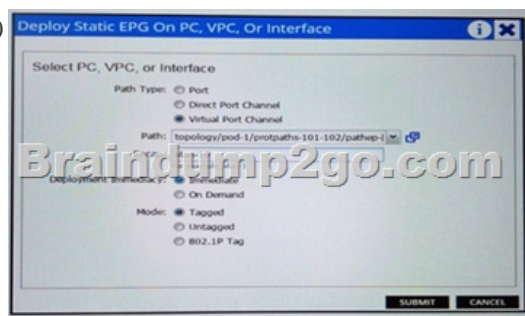 )
Deploy Static EPG On PC, VPC, Or Interface
i
Select PC, VPC, or Interface
Path Type: Port
Direct Port Channel
Virtual Port Channel
Path: topology/pod-1/protpaths-101-102/pathep-[
Braindump2go.com
Deployment Immediacy: Immediate
On Demand
Mode: Tagged
Untagged
802.1P Tag
SUBMIT CANCEL